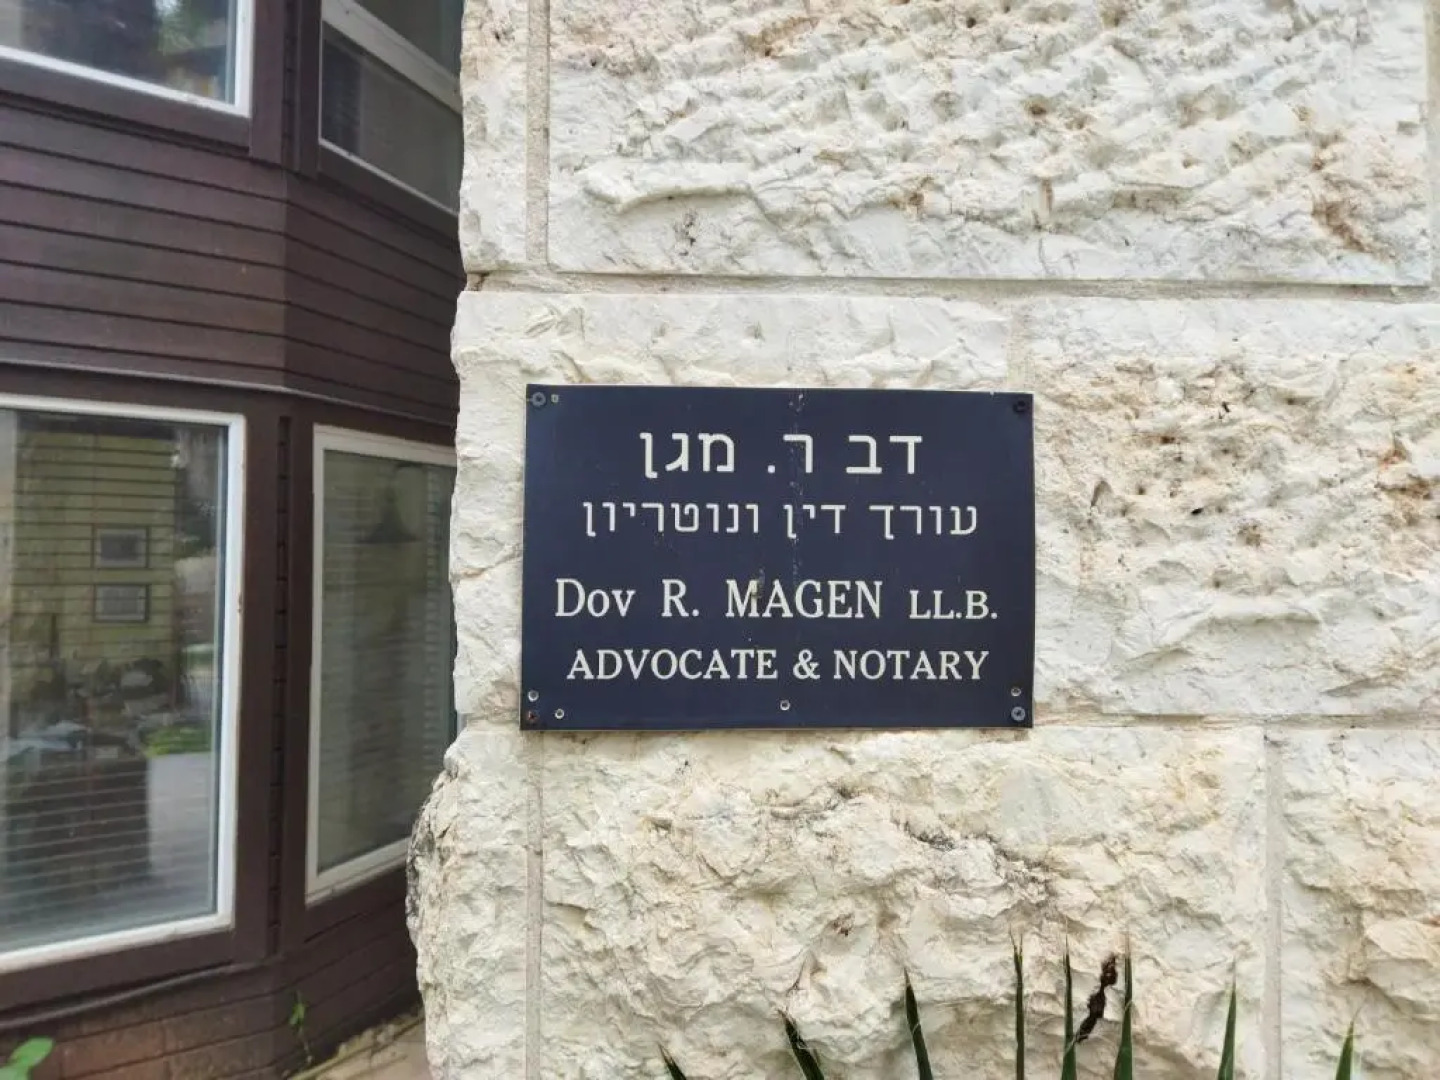 דב ר. מגן
עורך דין ונוטריון
Dov R. MAGEN LL.B.
ADVOCATE & NOTARY